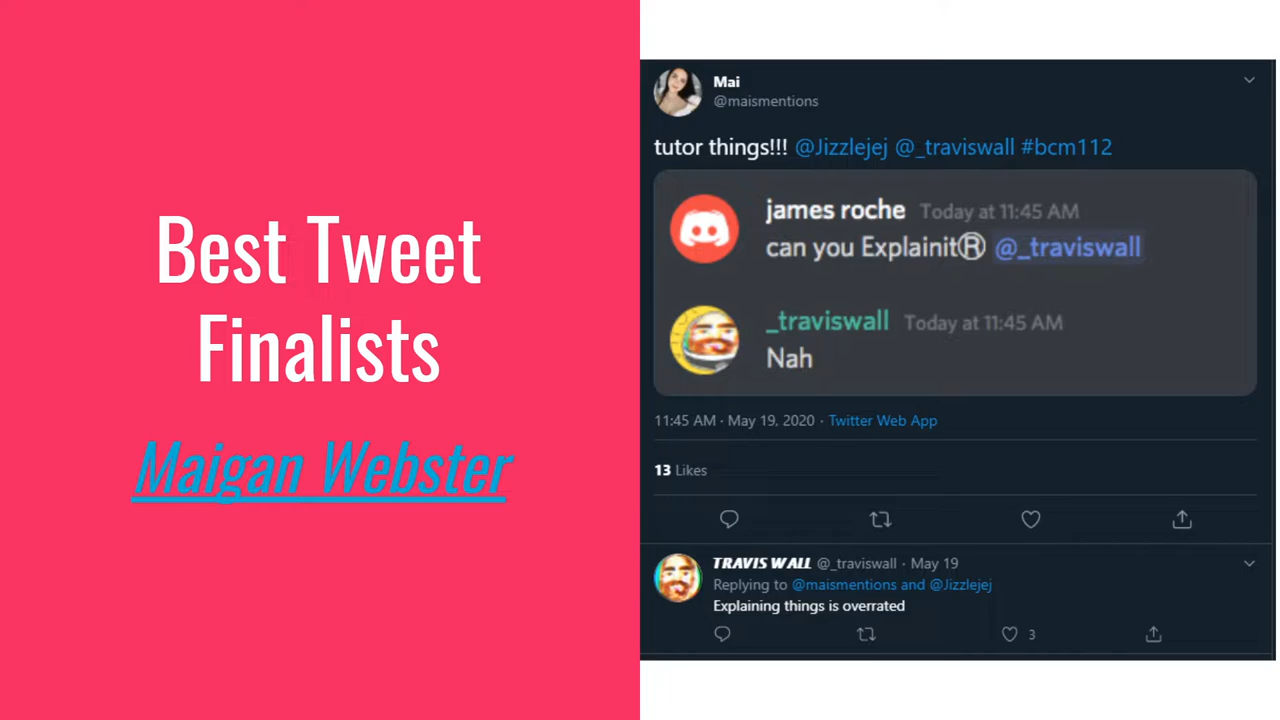 Best Tweet
Finalists
Maigan Webster
Mai
@maismentions
tutor things!!! @Jizzlejej @_traviswall #bcm112
james roche Today at 11:45 AM
can you ExplainitⓇ @_traviswall
_traviswall Today at 11:45 AM
Nah
11:45 AM · May 19, 2020 · Twitter Web App
13 Likes
TRAVIS WALL @_traviswall · May 19
Replying to @maismentions and @Jizzlejej
Explaining things is overrated
3